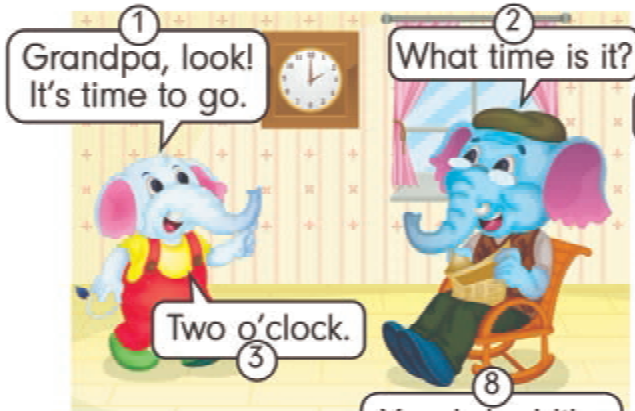 1
Grandpa, look!
It's time to go.
2
What time is it?
Two o'clock.
3
8